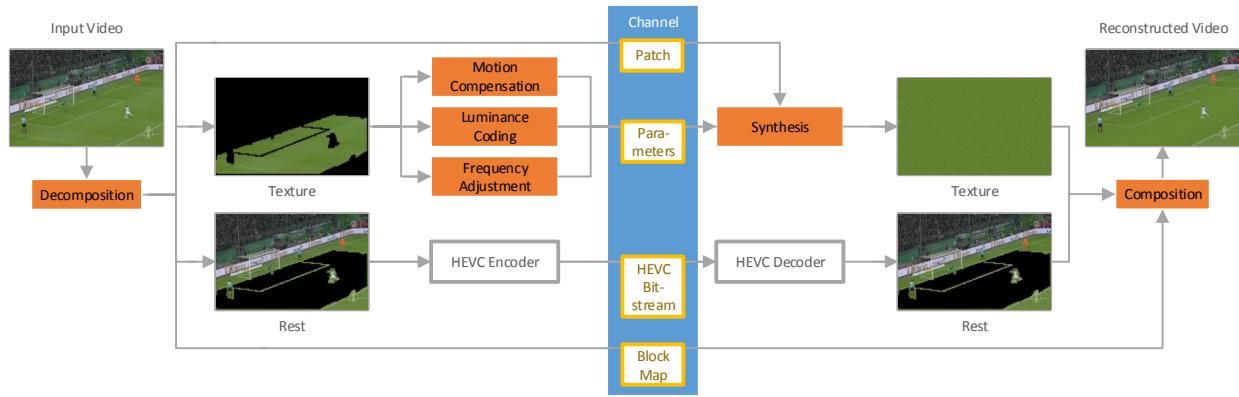 Input Video
Channel
Reconstructed Video
Patch
Motion
Compensation
Luminance
Coding
Frequency
Adjustment
Para-
meters
Synthesis
Texture
Texture
Decomposition
Composition
HEVC Encoder
HEVC
Bit-
stream
HEVC Decoder
Rest
Rest
Block
Map